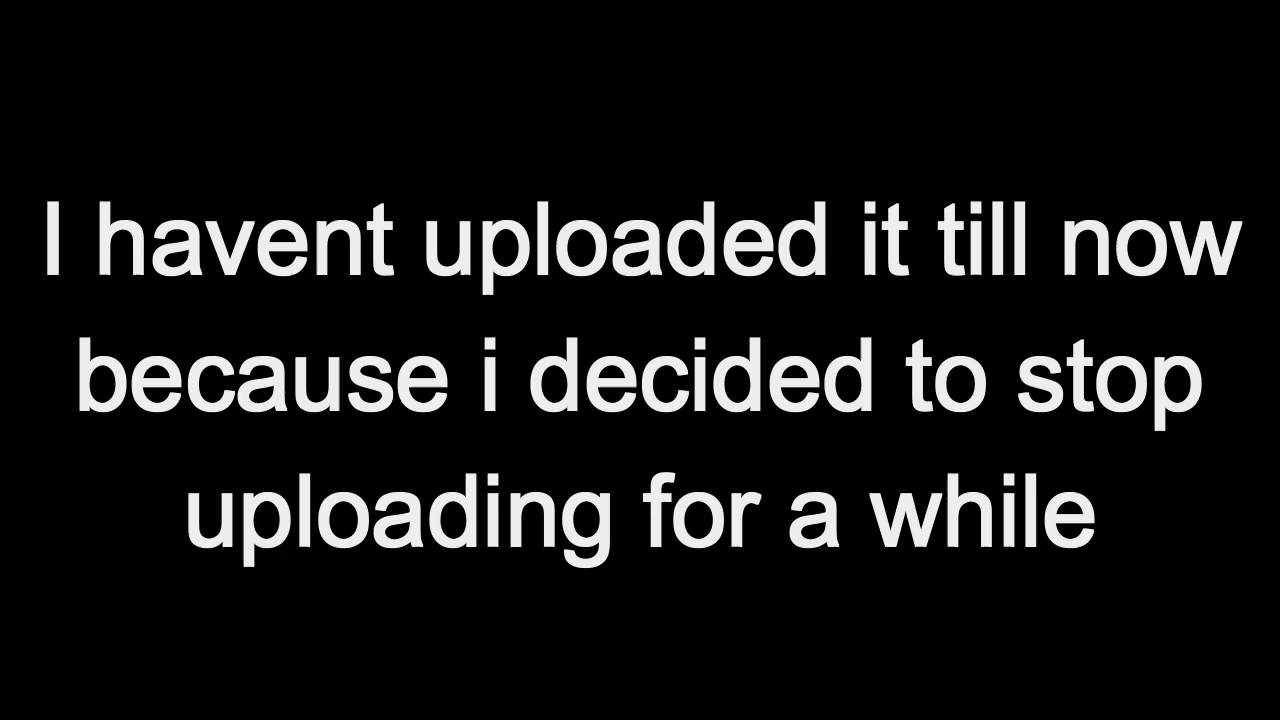 I havent uploaded it till now
because i decided to stop
uploading for a while